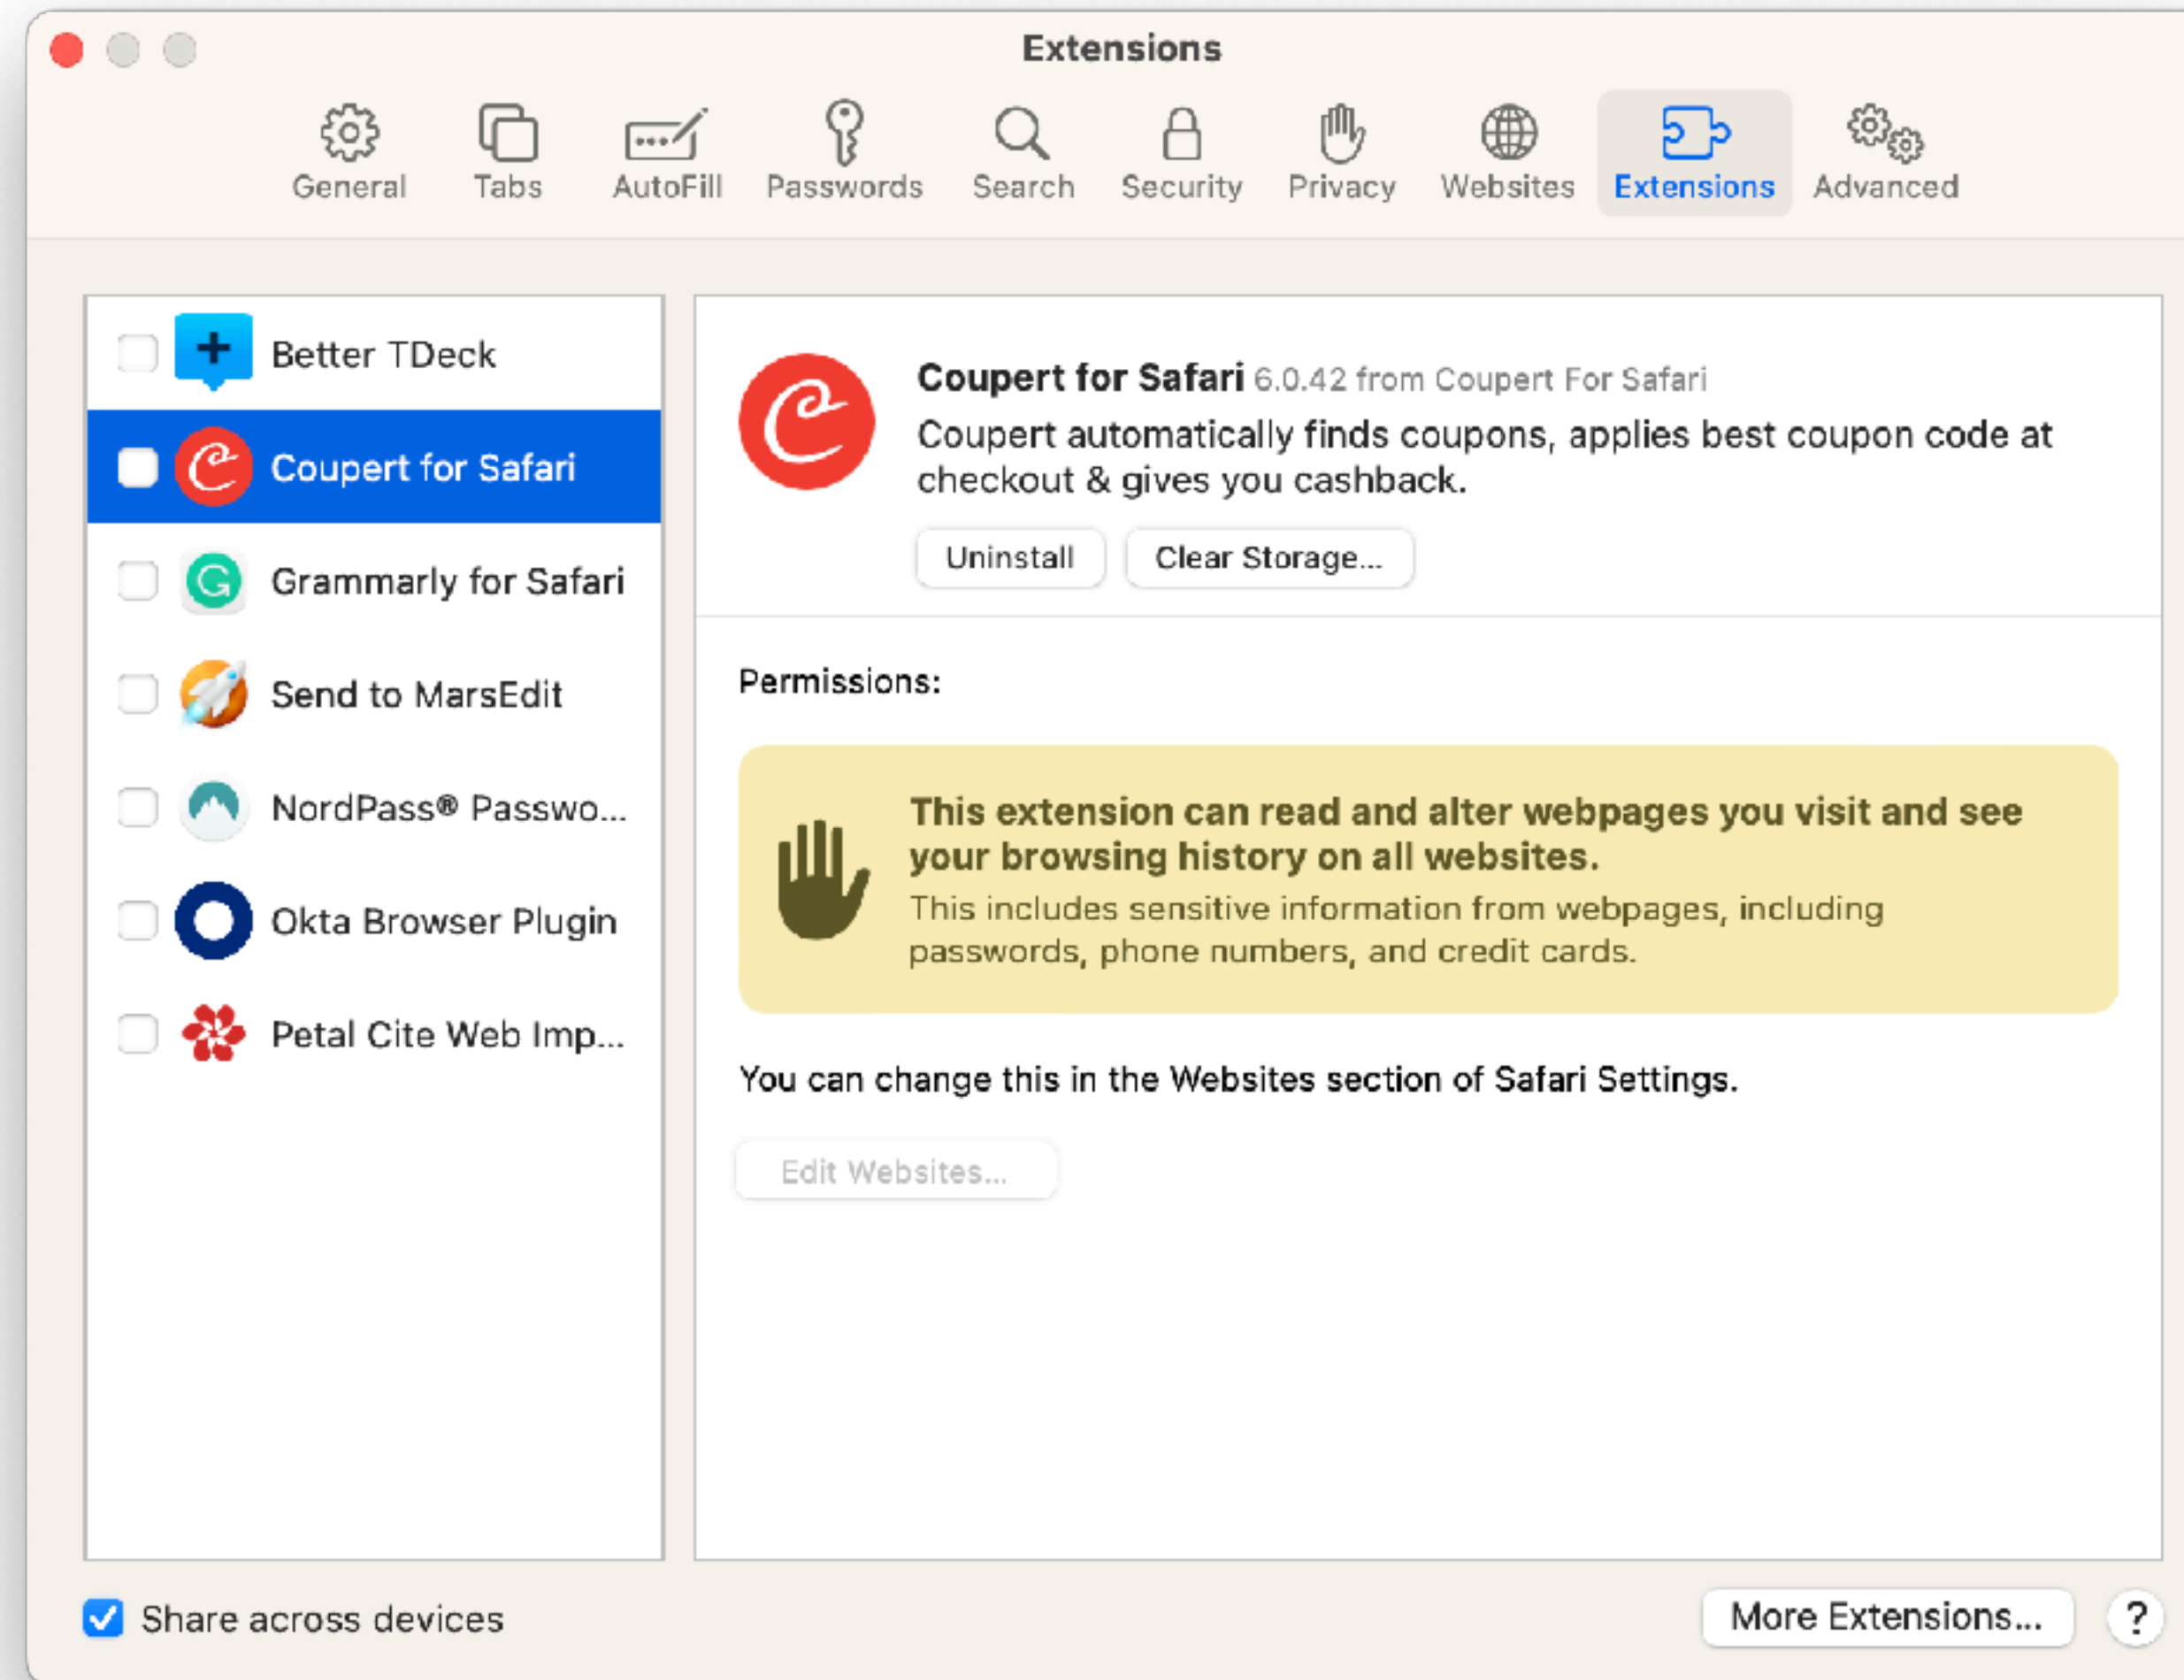 Extensions
General
Tabs
AutoFill
Passwords
Search
Security
Privacy
Websites
Extensions
Advanced
Better TDeck
Coupert for Safari
Grammarly for Safari
Send to MarsEdit
NordPass® Passwo...
Okta Browser Plugin
Petal Cite Web Imp...
Coupert for Safari 6.0.42 from Coupert For Safari
Coupert automatically finds coupons, applies best coupon code at
checkout & gives you cashback.
Uninstall
Clear Storage...
Permissions:
This extension can read and alter webpages you visit and see
your browsing history on all websites.
This includes sensitive information from webpages, including
passwords, phone numbers, and credit cards.
You can change this in the Websites section of Safari Settings.
Edit Websites...
Share across devices
More Extensions...
?